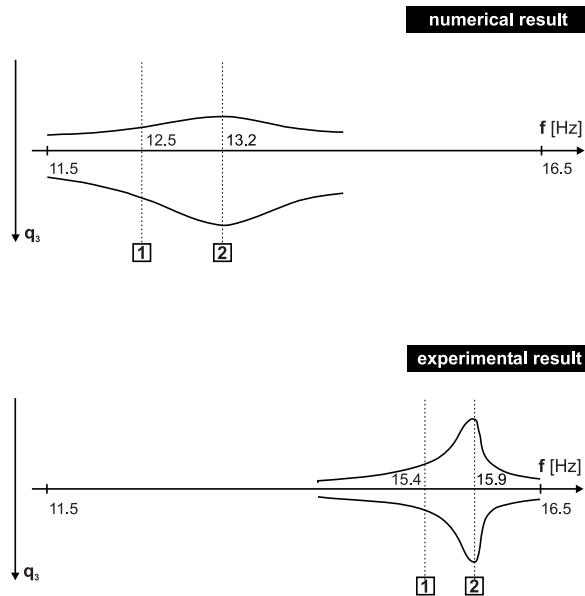 numerical result
f [Hz]
12.5
13.2
11.5
16.5
q3
1
2
experimental result
f [Hz]
15.4
15.9
11.5
16.5
q3
1
2